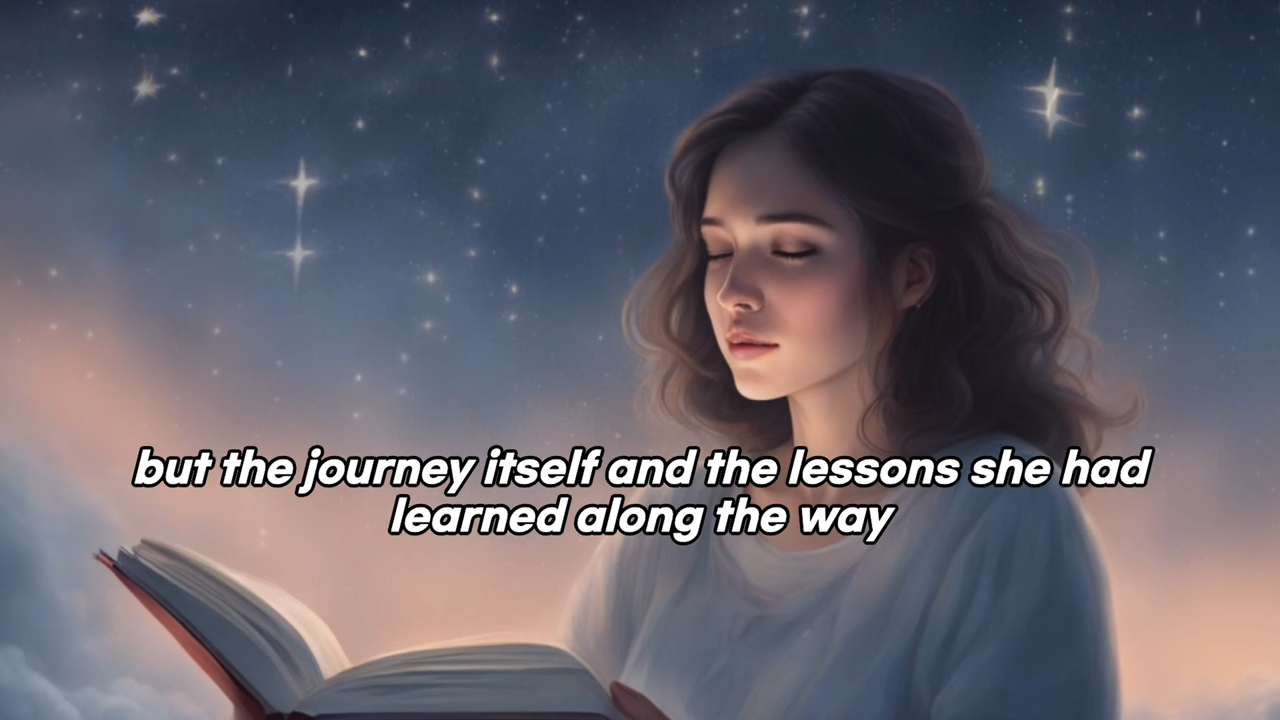 but the journey itself and the lessons she had
learned along the way